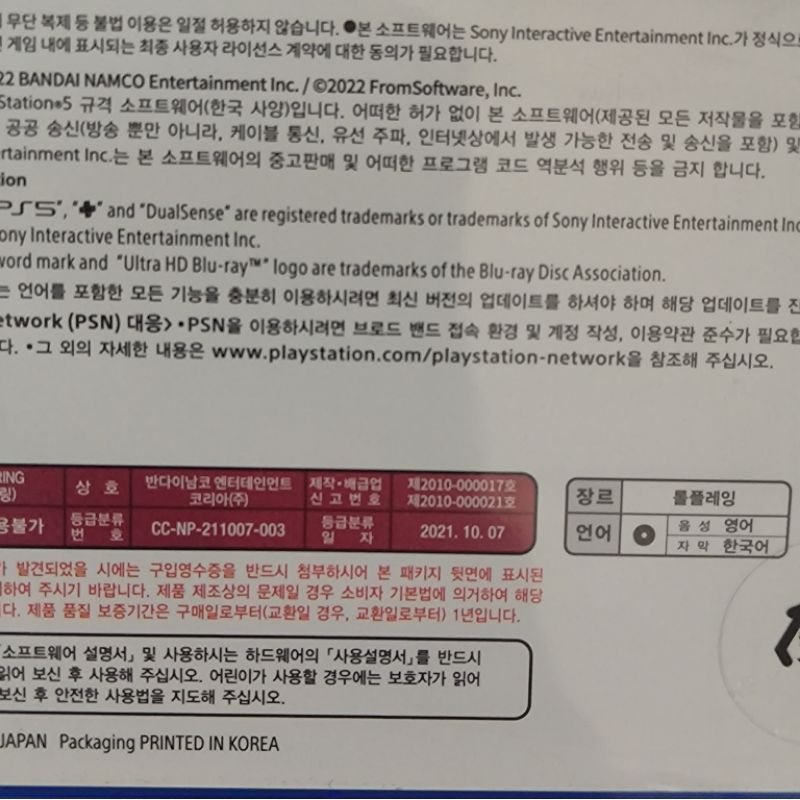 무단 복제 등 불법 이용은 일절 허용하지 않습니다. ●본 소프트웨어는 Sony Interactive Entertainment Inc.가 정식으로
게임 내에 표시되는 최종 사용자 라이선스 계약에 대한 동의가 필요합니다.
22 BANDAI NAMCO Entertainment Inc. / ©2022 FromSoftware, Inc.
Station®5 규격 소프트웨어(한국 사양)입니다. 어떠한 허가 없이 본 소프트웨어(제공된 모든 저작물을 포함
공공 송신(방송 뿐만 아니라, 케이블 통신, 유선 주파, 인터넷상에서 발생 가능한 전송 및 송신을 포함) 및
ertainment Inc.는 본 소프트웨어의 중고판매 및 어떠한 프로그램 코드 역분석 행위 등을 금지 합니다.
tion
PS5", "✚" and "DualSense" are registered trademarks or trademarks of Sony Interactive Entertainment Inc
ony Interactive Entertainment Inc.
word mark and "Ultra HD Blu-ray™" logo are trademarks of the Blu-ray Disc Association.
는 언어를 포함한 모든 기능을 충분히 이용하시려면 최신 버전의 업데이트를 하셔야 하며 해당 업데이트를 진
etwork (PSN) 대응> •PSN을 이용하시려면 브로드 밴드 접속 환경 및 계정 작성, 이용약관 준수가 필요합
다. •그 외의 자세한 내용은 www.playstation.com/playstation-network을 참조해 주십시오.
RING 링) 상 호 반다이남코 엔터테인먼트 코리아(주) 제작·배급업 신고번호 제2010-000017호 제2010-000021호
용불가 등급분류 번 호 CC-NP-211007-003 등급분류 일 자 2021. 10. 07
장르 롤플레잉
언어 음성 영어
자막 한국어
가 발견되었을 시에는 구입영수증을 반드시 첨부하시어 본 패키지 뒷면에 표시된
하여 주시기 바랍니다. 제품 제조상의 문제일 경우 소비자 기본법에 의거하여 해당
다. 제품 품질 보증기간은 구매일로부터(교환일 경우, 교환일로부터) 1년입니다.
「소프트웨어 설명서」 및 사용하시는 하드웨어의 「사용설명서」를 반드시
읽어 보신 후 사용해 주십시오. 어린이가 사용할 경우에는 보호자가 읽어
보신 후 안전한 사용법을 지도해 주십시오.
JAPAN Packaging PRINTED IN KOREA